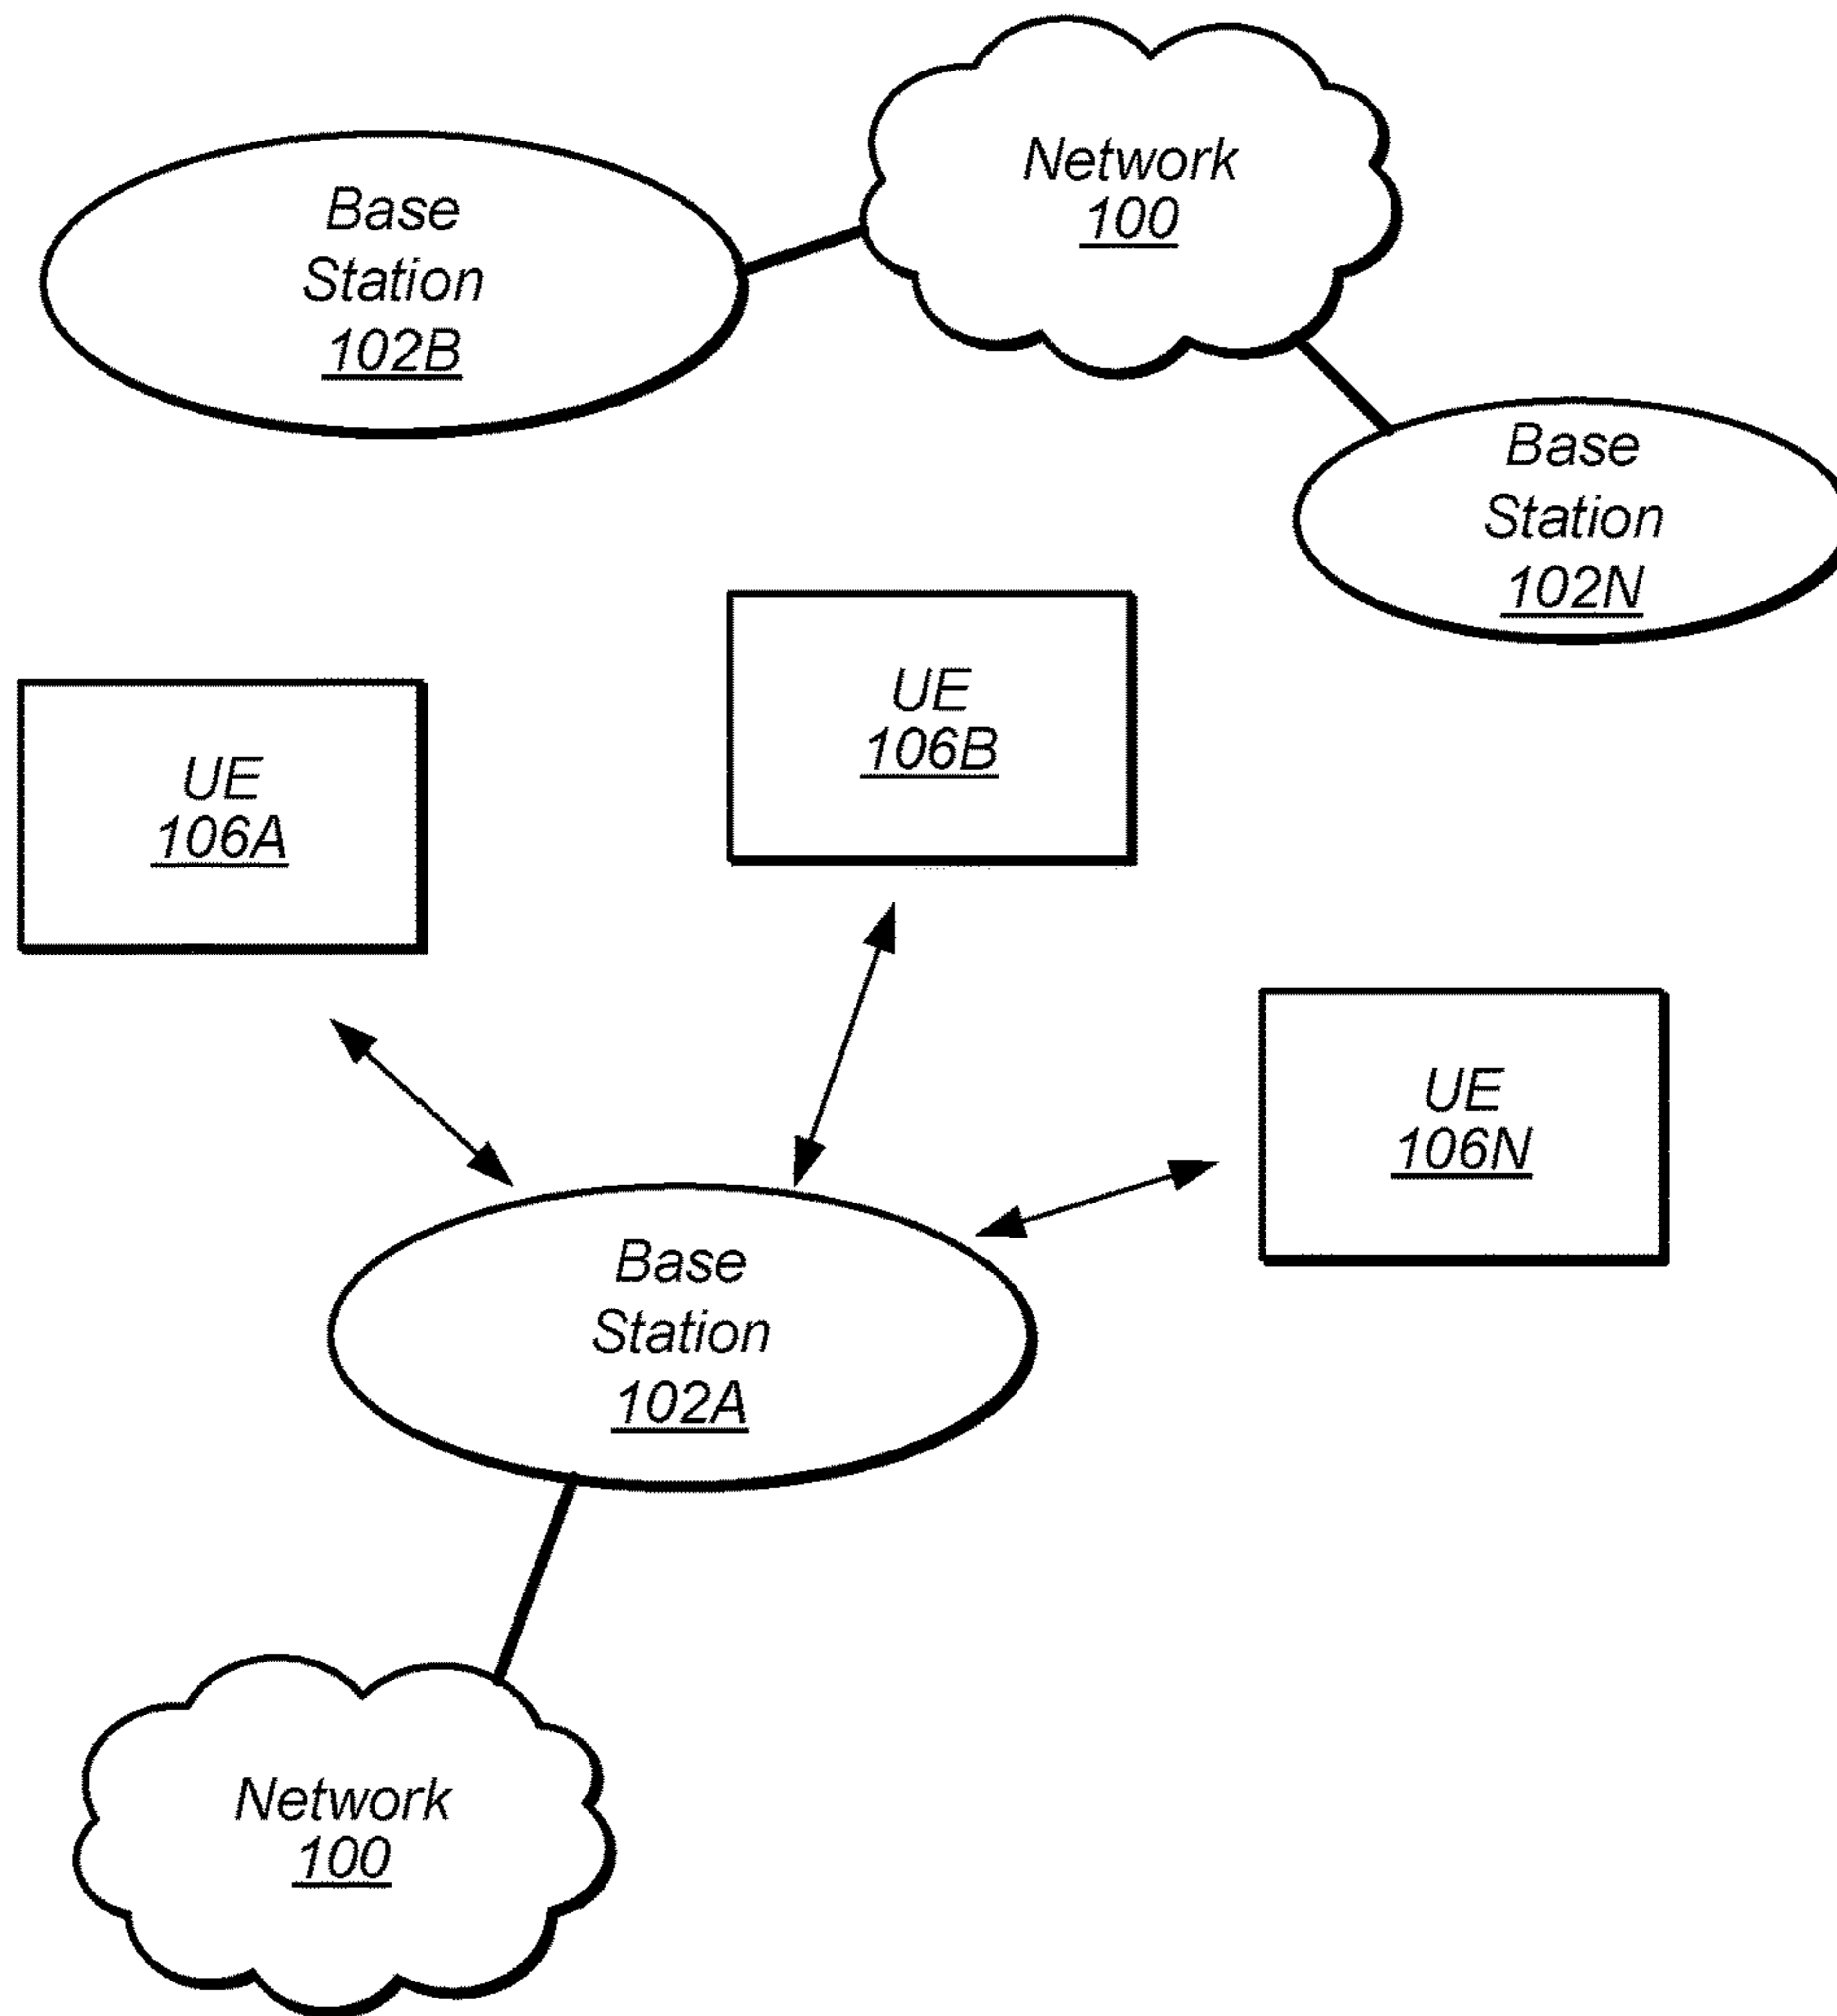 Network
100
Base
Station
102B
Base
Station
102N
UE
106B
UE
106A
UE
106N
Base
Station
102A
Network
100